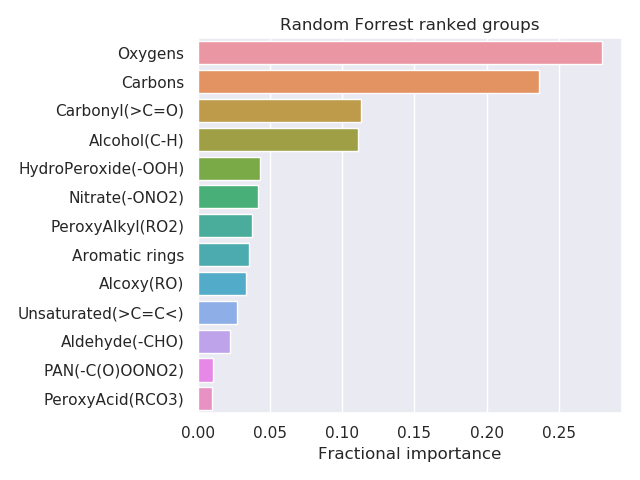 Random Forrest ranked groups
Oxygens
Carbons
Carbonyl(>C=O)
Alcohol(C-H)
HydroPeroxide(-OOH)
Nitrate(-ONO2)
PeroxyAlkyl(RO2)
Aromatic rings
Alcoxy(RO)
Unsaturated(>C=C<)
Aldehyde(-CHO)
PAN(-C(O)OONO2)
PeroxyAcid(RCO3)
0.00 0.05 0.10 0.15 0.20 0.25
Fractional importance